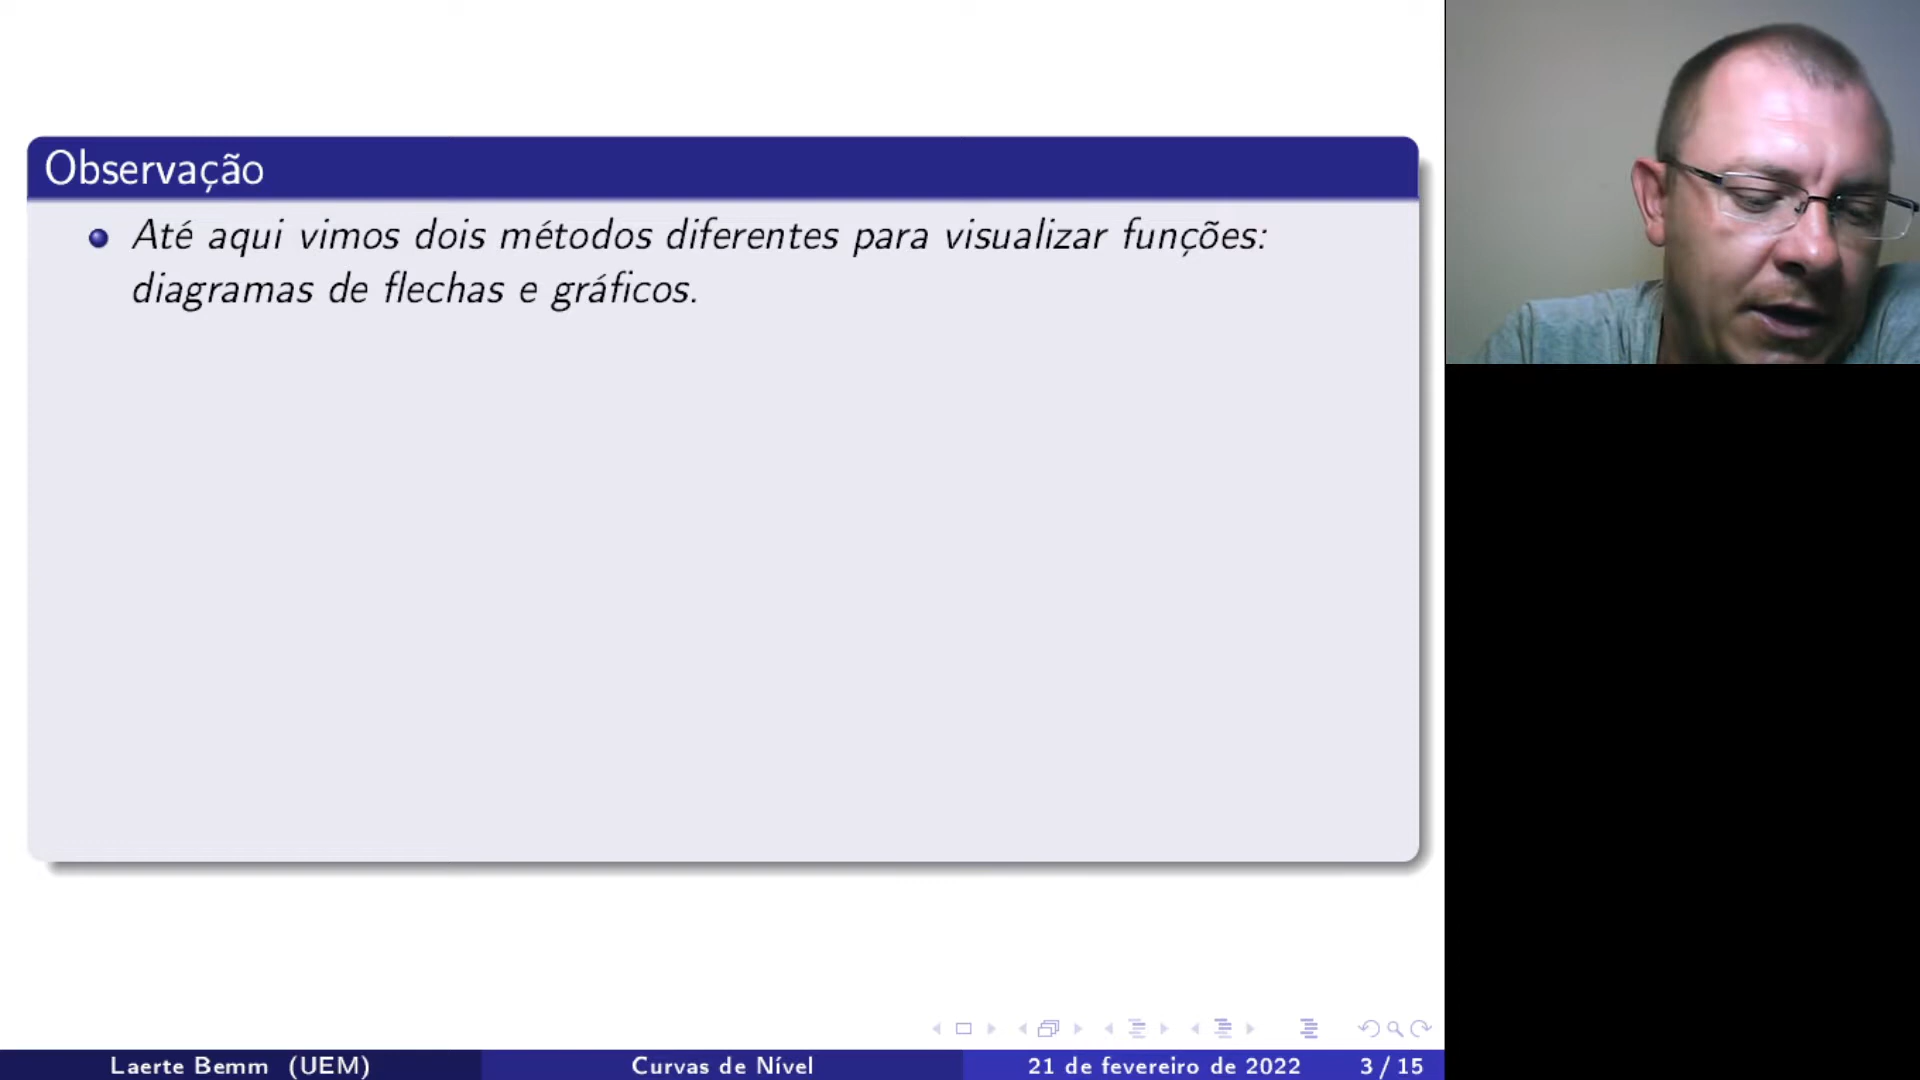 Observação
Até aqui vimos dois métodos diferentes para visualizar funções:
diagramas de flechas e gráficos.
Laerte Bemm (UEM) Curvas de Nível 21 de fevereiro de 2022 3 / 15